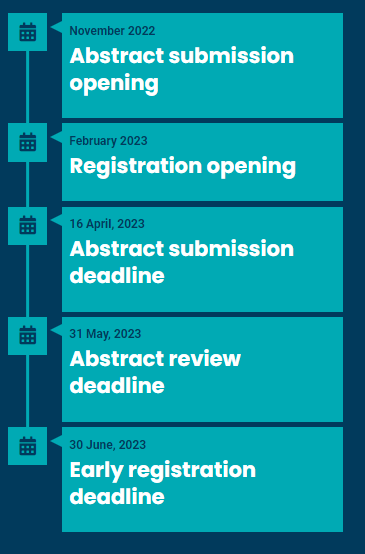 November 2022
Abstract submission
opening
February 2023
Registration opening
16 April, 2023
Abstract submission
deadline
31 May, 2023
Abstract review
deadline
30 June, 2023
Early registration
deadline